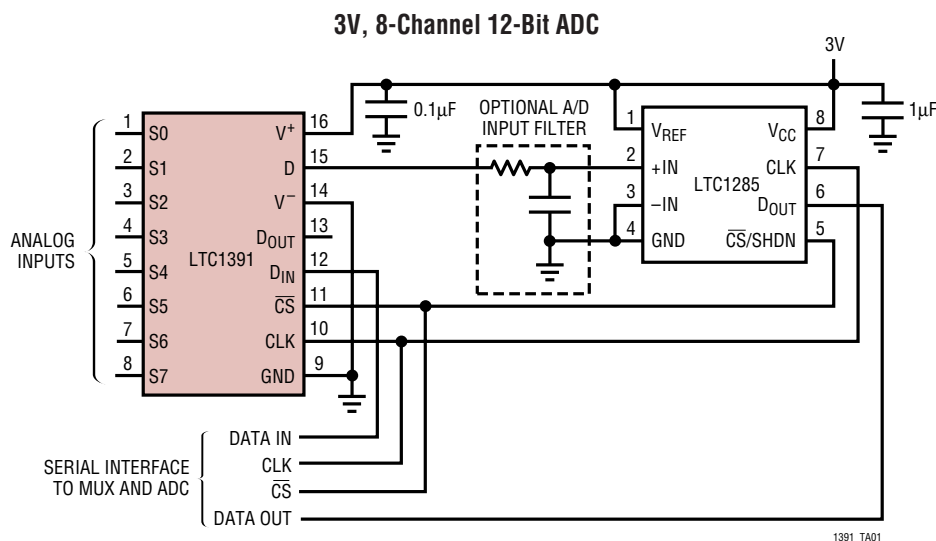 3V, 8-Channel 12-Bit ADC
3V
0.1µF
OPTIONAL A/D
INPUT FILTER
1µF
ANALOG
INPUTS
1 S0
2 S1
3 S2
4 S3
5 S4
6 S5
7 S6
8 S7
LTC1391
V+ 16
D 15
V− 14
DOUT 13
DIN 12
CS 11
CLK 10
GND 9
1 VREF
2 +IN
3 −IN
4 GND
LTC1285
VCC 8
CLK 7
DOUT 6
CS/SHDN 5
SERIAL INTERFACE
TO MUX AND ADC
DATA IN
CLK
CS
DATA OUT
1391 TA01